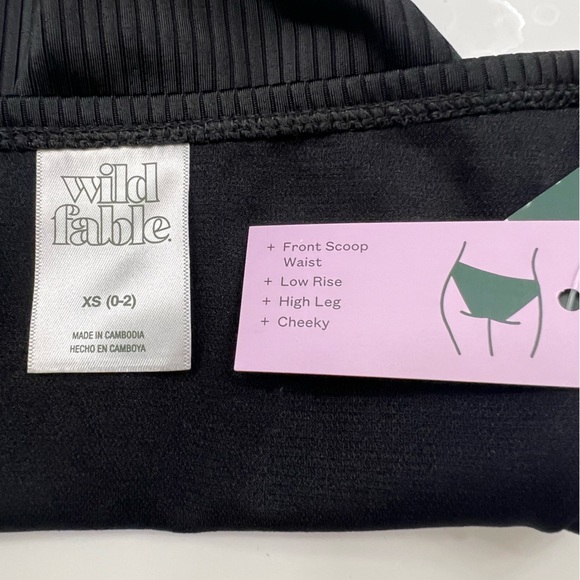 wild
fable.
XS (0-2)
MADE IN CAMBODIA
HECHO EN CAMBOYA
+ Front Scoop
Waist
+ Low Rise
+ High Leg
+ Cheeky